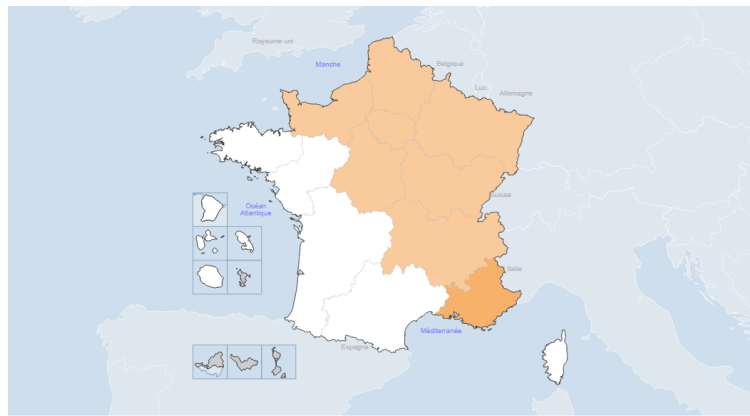 Royaume uni
Manche
Belgique
Lux.
Allemagne
Suisse
Océan
Atlantique
Italie
Méditerranée
Espagne